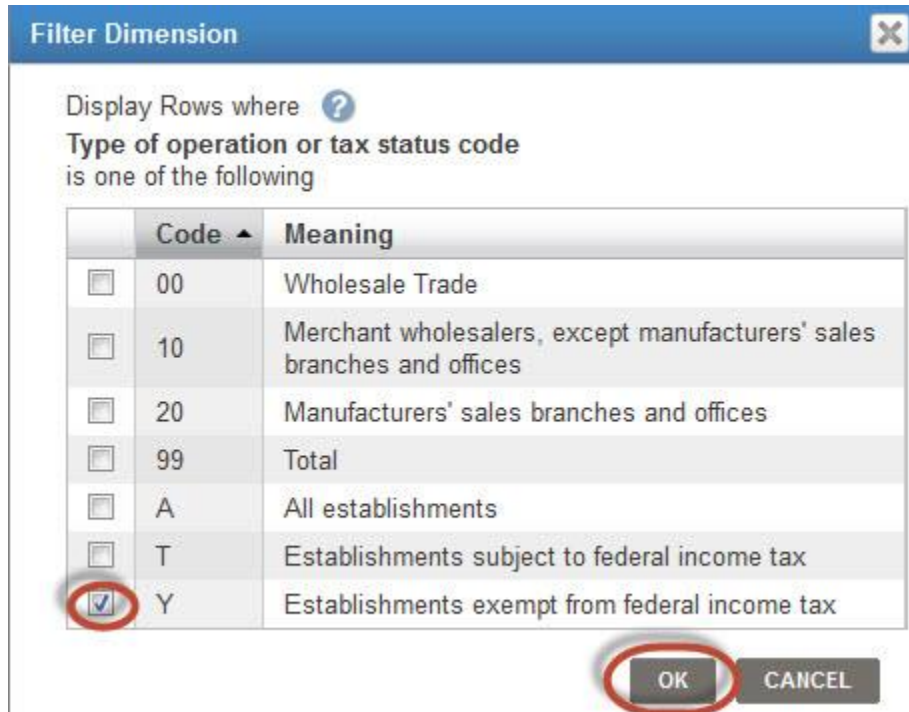 Filter Dimension
Display Rows where
Type of operation or tax status code
is one of the following
Code Meaning
00 Wholesale Trade
10 Merchant wholesalers, except manufacturers' sales
branches and offices
20 Manufacturers' sales branches and offices
99 Total
A All establishments
T Establishments subject to federal income tax
Y Establishments exempt from federal income tax
OK CANCEL